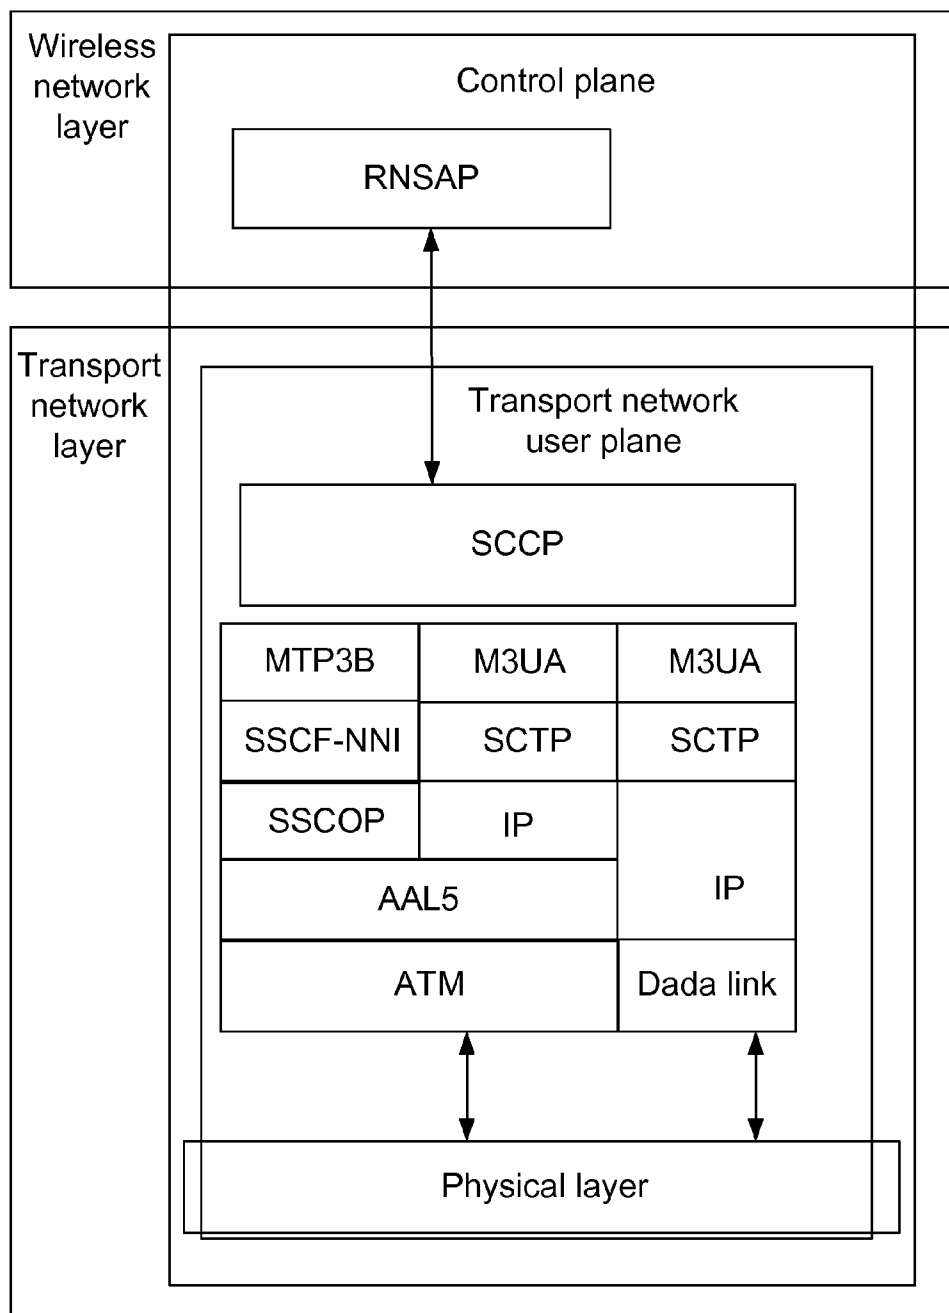 Wireless
network
layer
Control plane
RNSAP
Transport
network
layer
Transport network
user plane
SCCP
MTP3B
M3UA
M3UA
SSCF-NNI
SCTP
SCTP
SSCOP
IP
AAL5
IP
ATM
Dada link
Physical layer